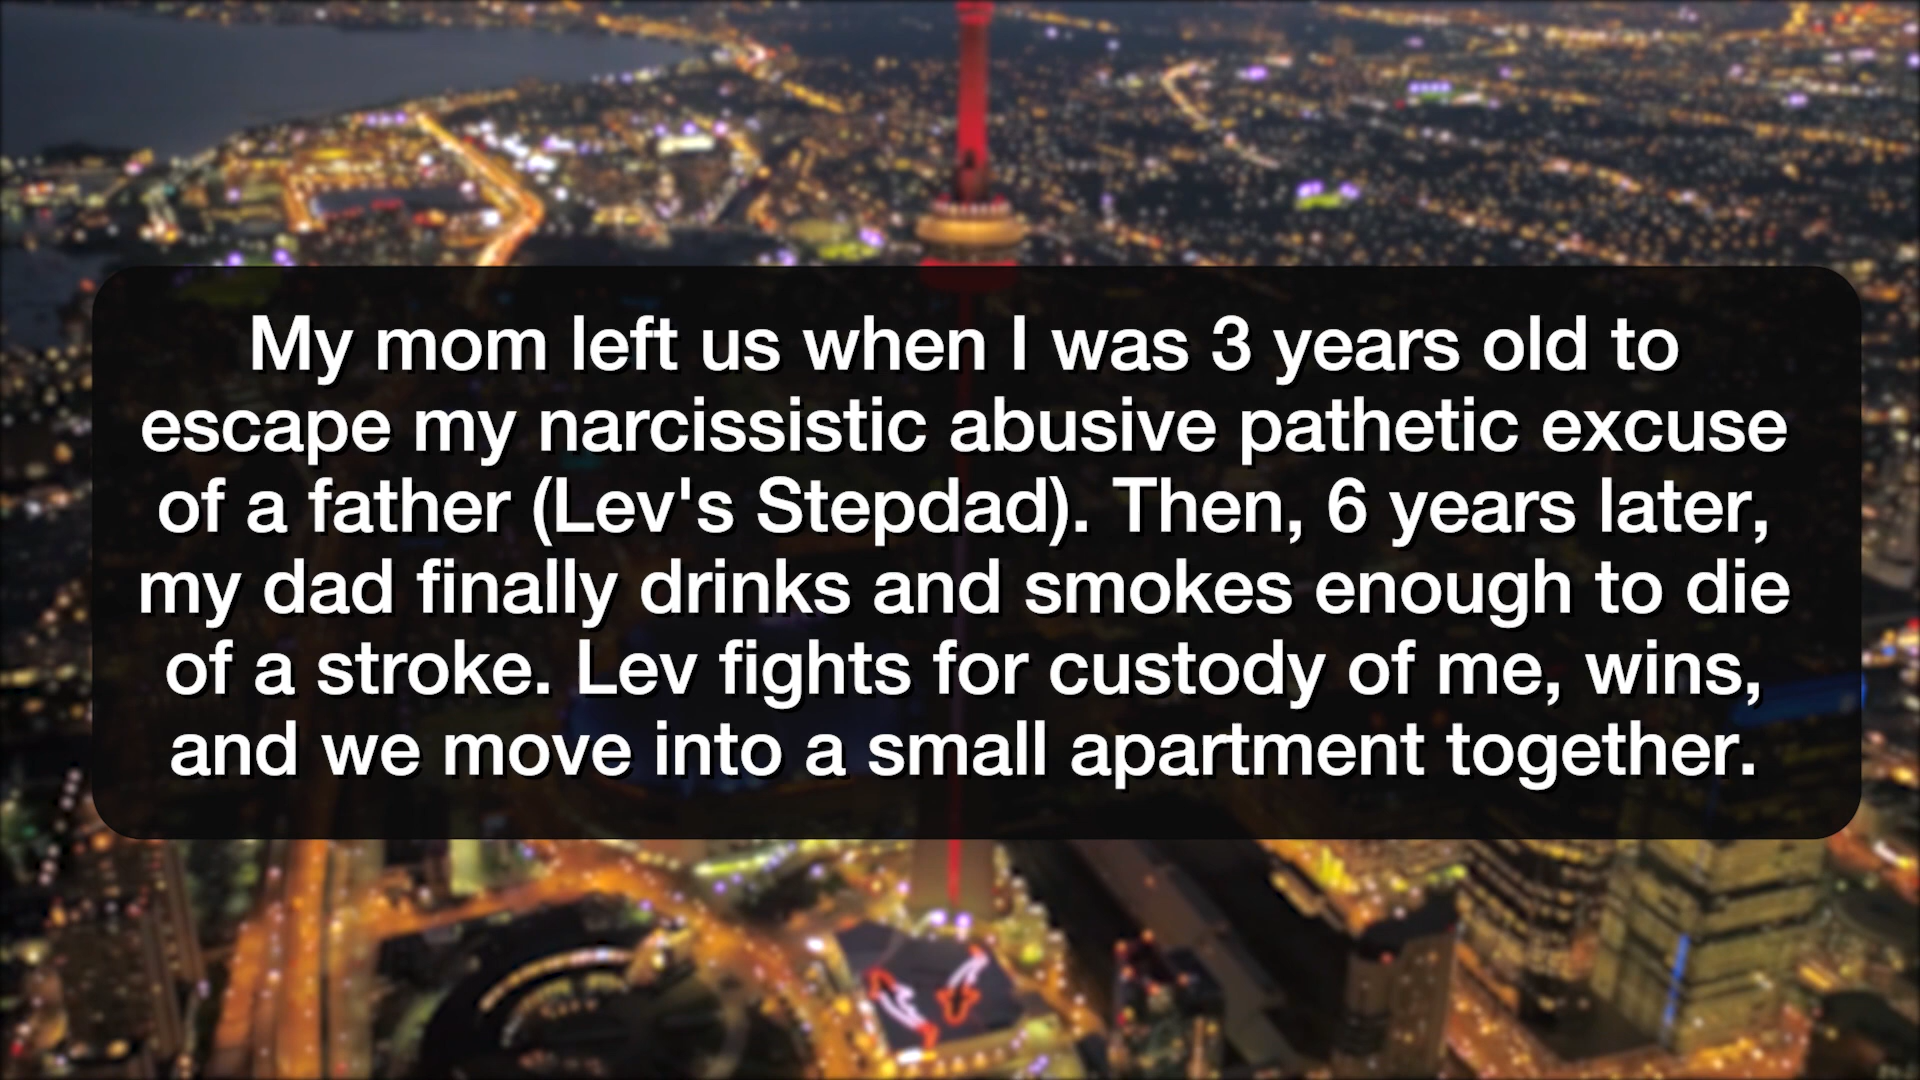 My mom left us when I was 3 years old to
escape my narcissistic abusive pathetic excuse
of a father (Lev's Stepdad). Then, 6 years later,
my dad finally drinks and smokes enough to die
of a stroke. Lev fights for custody of me, wins,
and we move into a small apartment together.